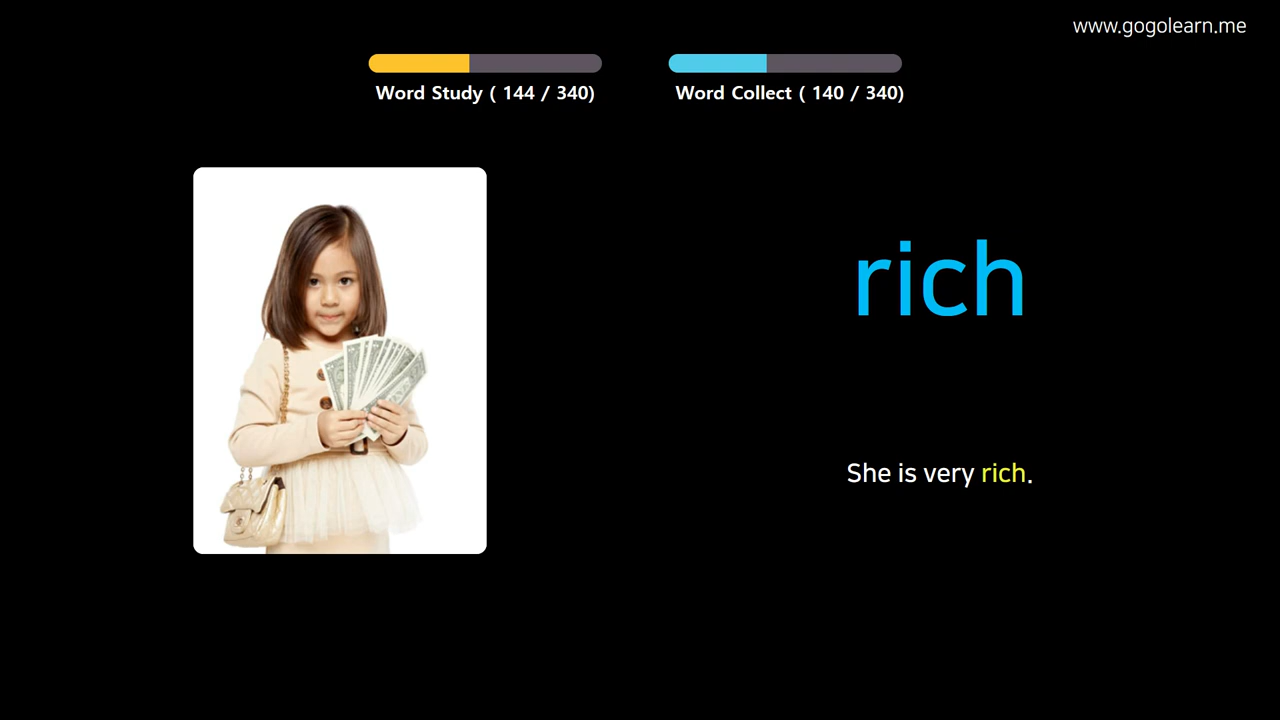 www.gogolearn.me
Word Study ( 144 / 340)
Word Collect ( 140 / 340)
rich
She is very rich.